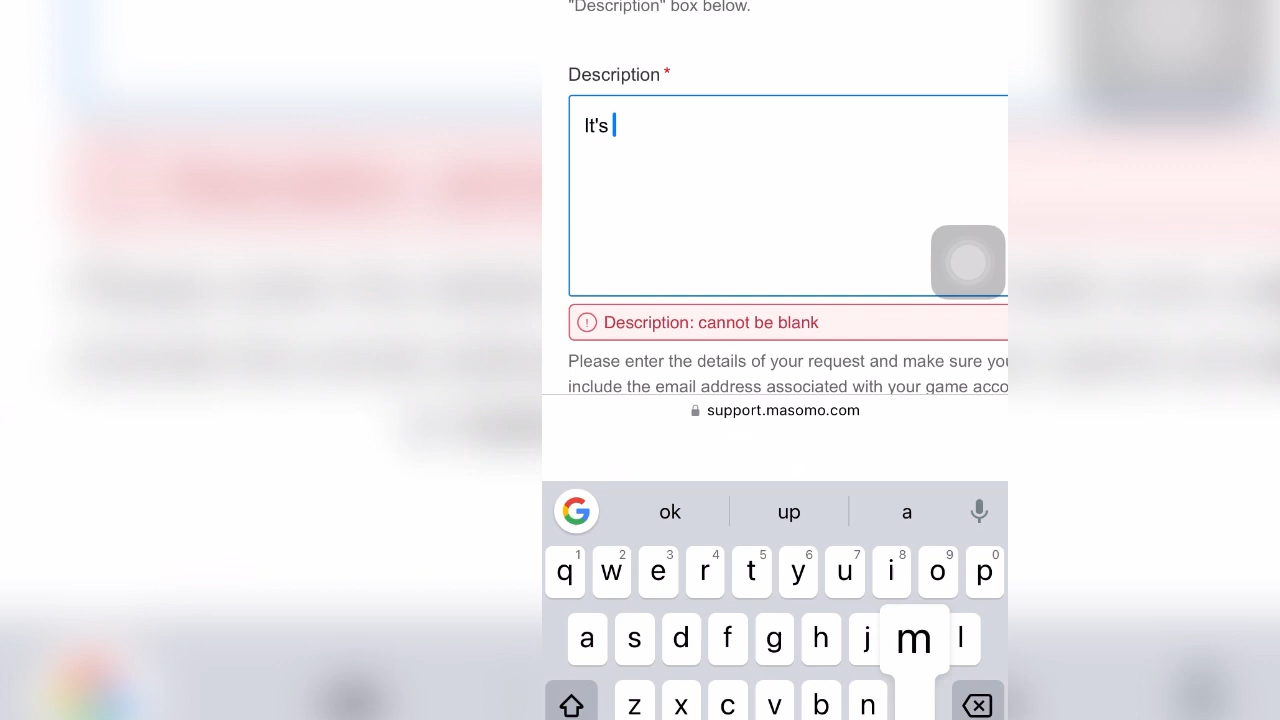 "Description" box below.
Description *
It's
Description: cannot be blank
Please enter the details of your request and make sure you
include the email address associated with your game acco
support.masomo.com
ok up a
1 2 3 4 5 6 7 8 9 0
q w e r t y u i o p
a s d f g h j m l
z x c v b n